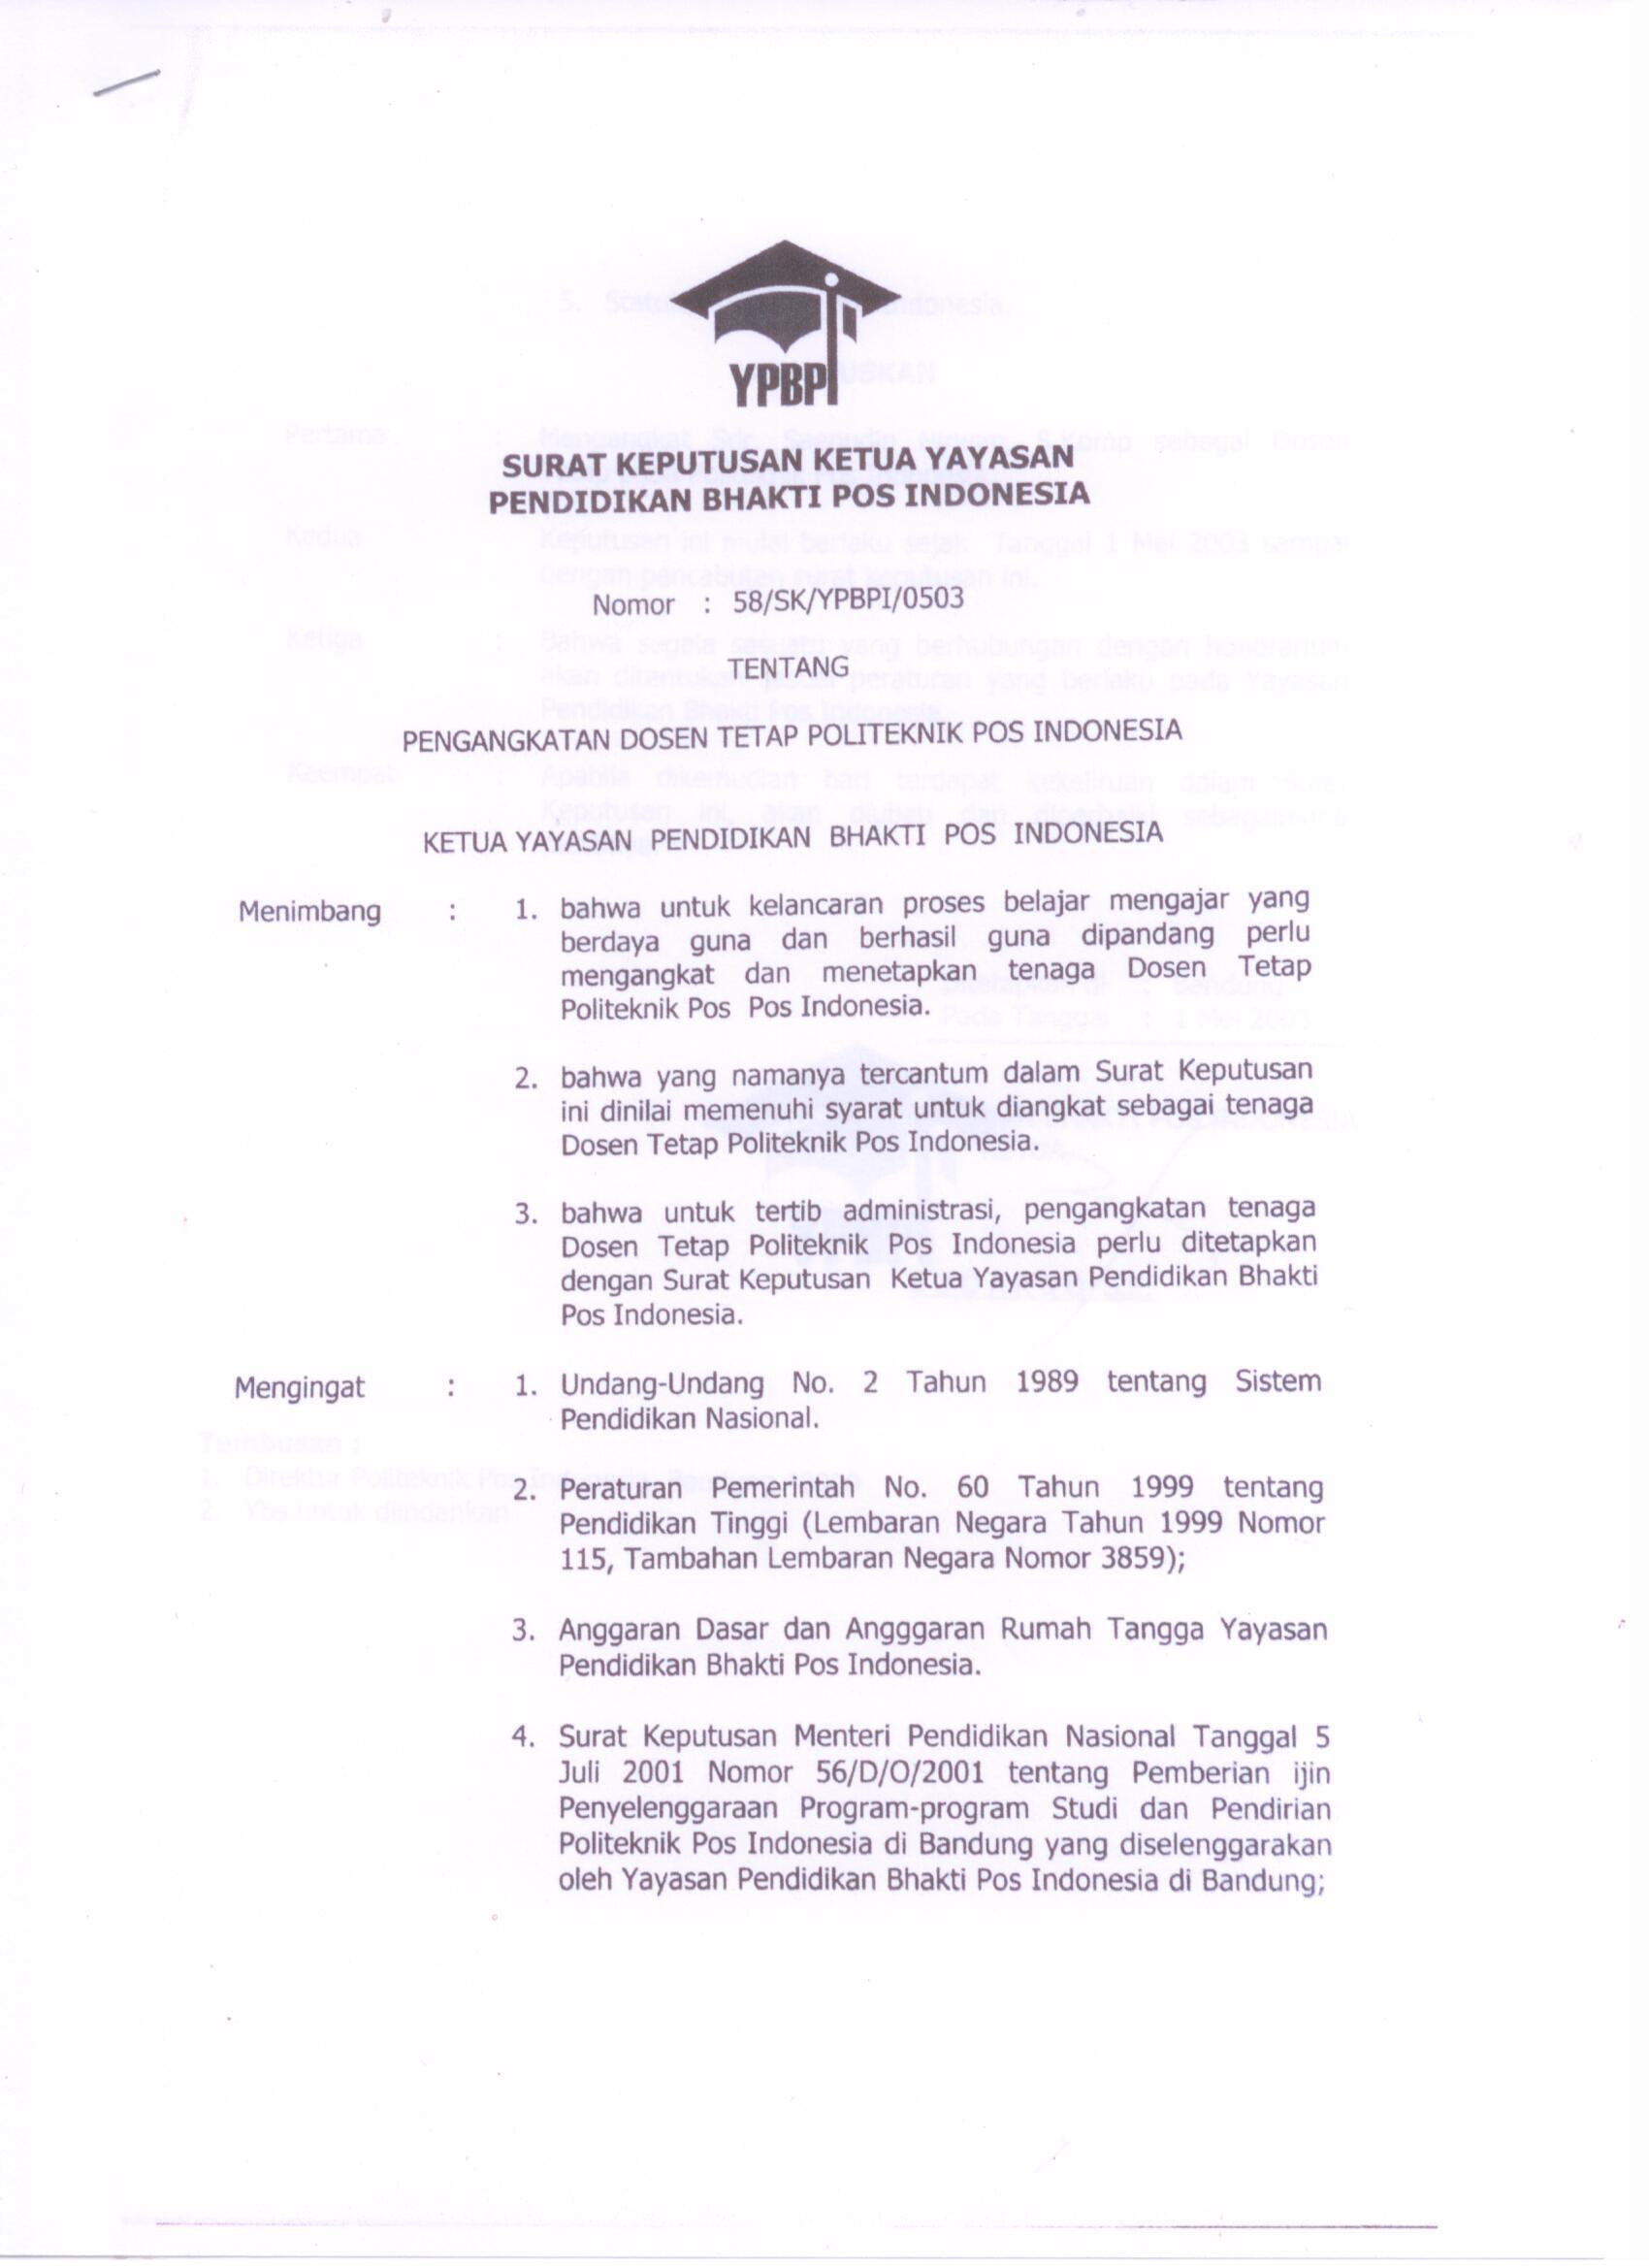 YPBPI
SURAT KEPUTUSAN KETUA YAYASAN
PENDIDIKAN BHAKTI POS INDONESIA
Nomor : 58/SK/YPBPI/0503
TENTANG
PENGANGKATAN DOSEN TETAP POLITEKNIK POS INDONESIA
KETUA YAYASAN PENDIDIKAN BHAKTI POS INDONESIA
Menimbang : 1. bahwa untuk kelancaran proses belajar mengajar yang
berdaya guna dan berhasil guna dipandang perlu
mengangkat dan menetapkan tenaga Dosen Tetap
Politeknik Pos Pos Indonesia.
2. bahwa yang namanya tercantum dalam Surat Keputusan
ini dinilai memenuhi syarat untuk diangkat sebagai tenaga
Dosen Tetap Politeknik Pos Indonesia.
3. bahwa untuk tertib administrasi, pengangkatan tenaga
Dosen Tetap Politeknik Pos Indonesia perlu ditetapkan
dengan Surat Keputusan Ketua Yayasan Pendidikan Bhakti
Pos Indonesia.
Mengingat : 1. Undang-Undang No. 2 Tahun 1989 tentang Sistem
Pendidikan Nasional.
2. Peraturan Pemerintah No. 60 Tahun 1999 tentang
Pendidikan Tinggi (Lembaran Negara Tahun 1999 Nomor
115, Tambahan Lembaran Negara Nomor 3859);
3. Anggaran Dasar dan Angggaran Rumah Tangga Yayasan
Pendidikan Bhakti Pos Indonesia.
4. Surat Keputusan Menteri Pendidikan Nasional Tanggal 5
Juli 2001 Nomor 56/D/O/2001 tentang Pemberian ijin
Penyelenggaraan Program-program Studi dan Pendirian
Politeknik Pos Indonesia di Bandung yang diselenggarakan
oleh Yayasan Pendidikan Bhakti Pos Indonesia di Bandung;